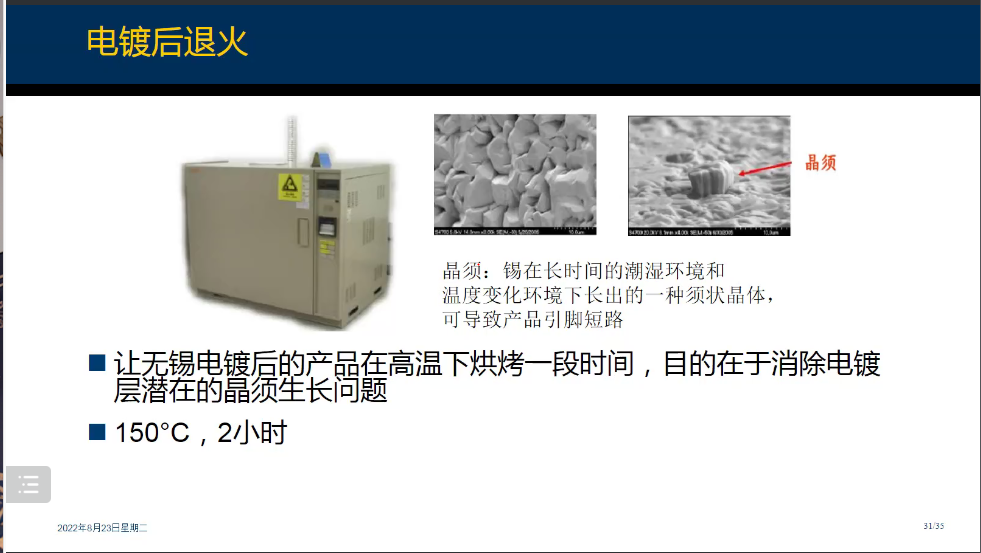 电镀后退火
晶须
晶须：锡在长时间的潮湿环境和
温度变化环境下长出的一种须状晶体，
可导致产品引脚短路
让无锡电镀后的产品在高温下烘烤一段时间，目的在于消除电镀
层潜在的晶须生长问题
150°C，2小时
2022年8月23日星期二
31/35